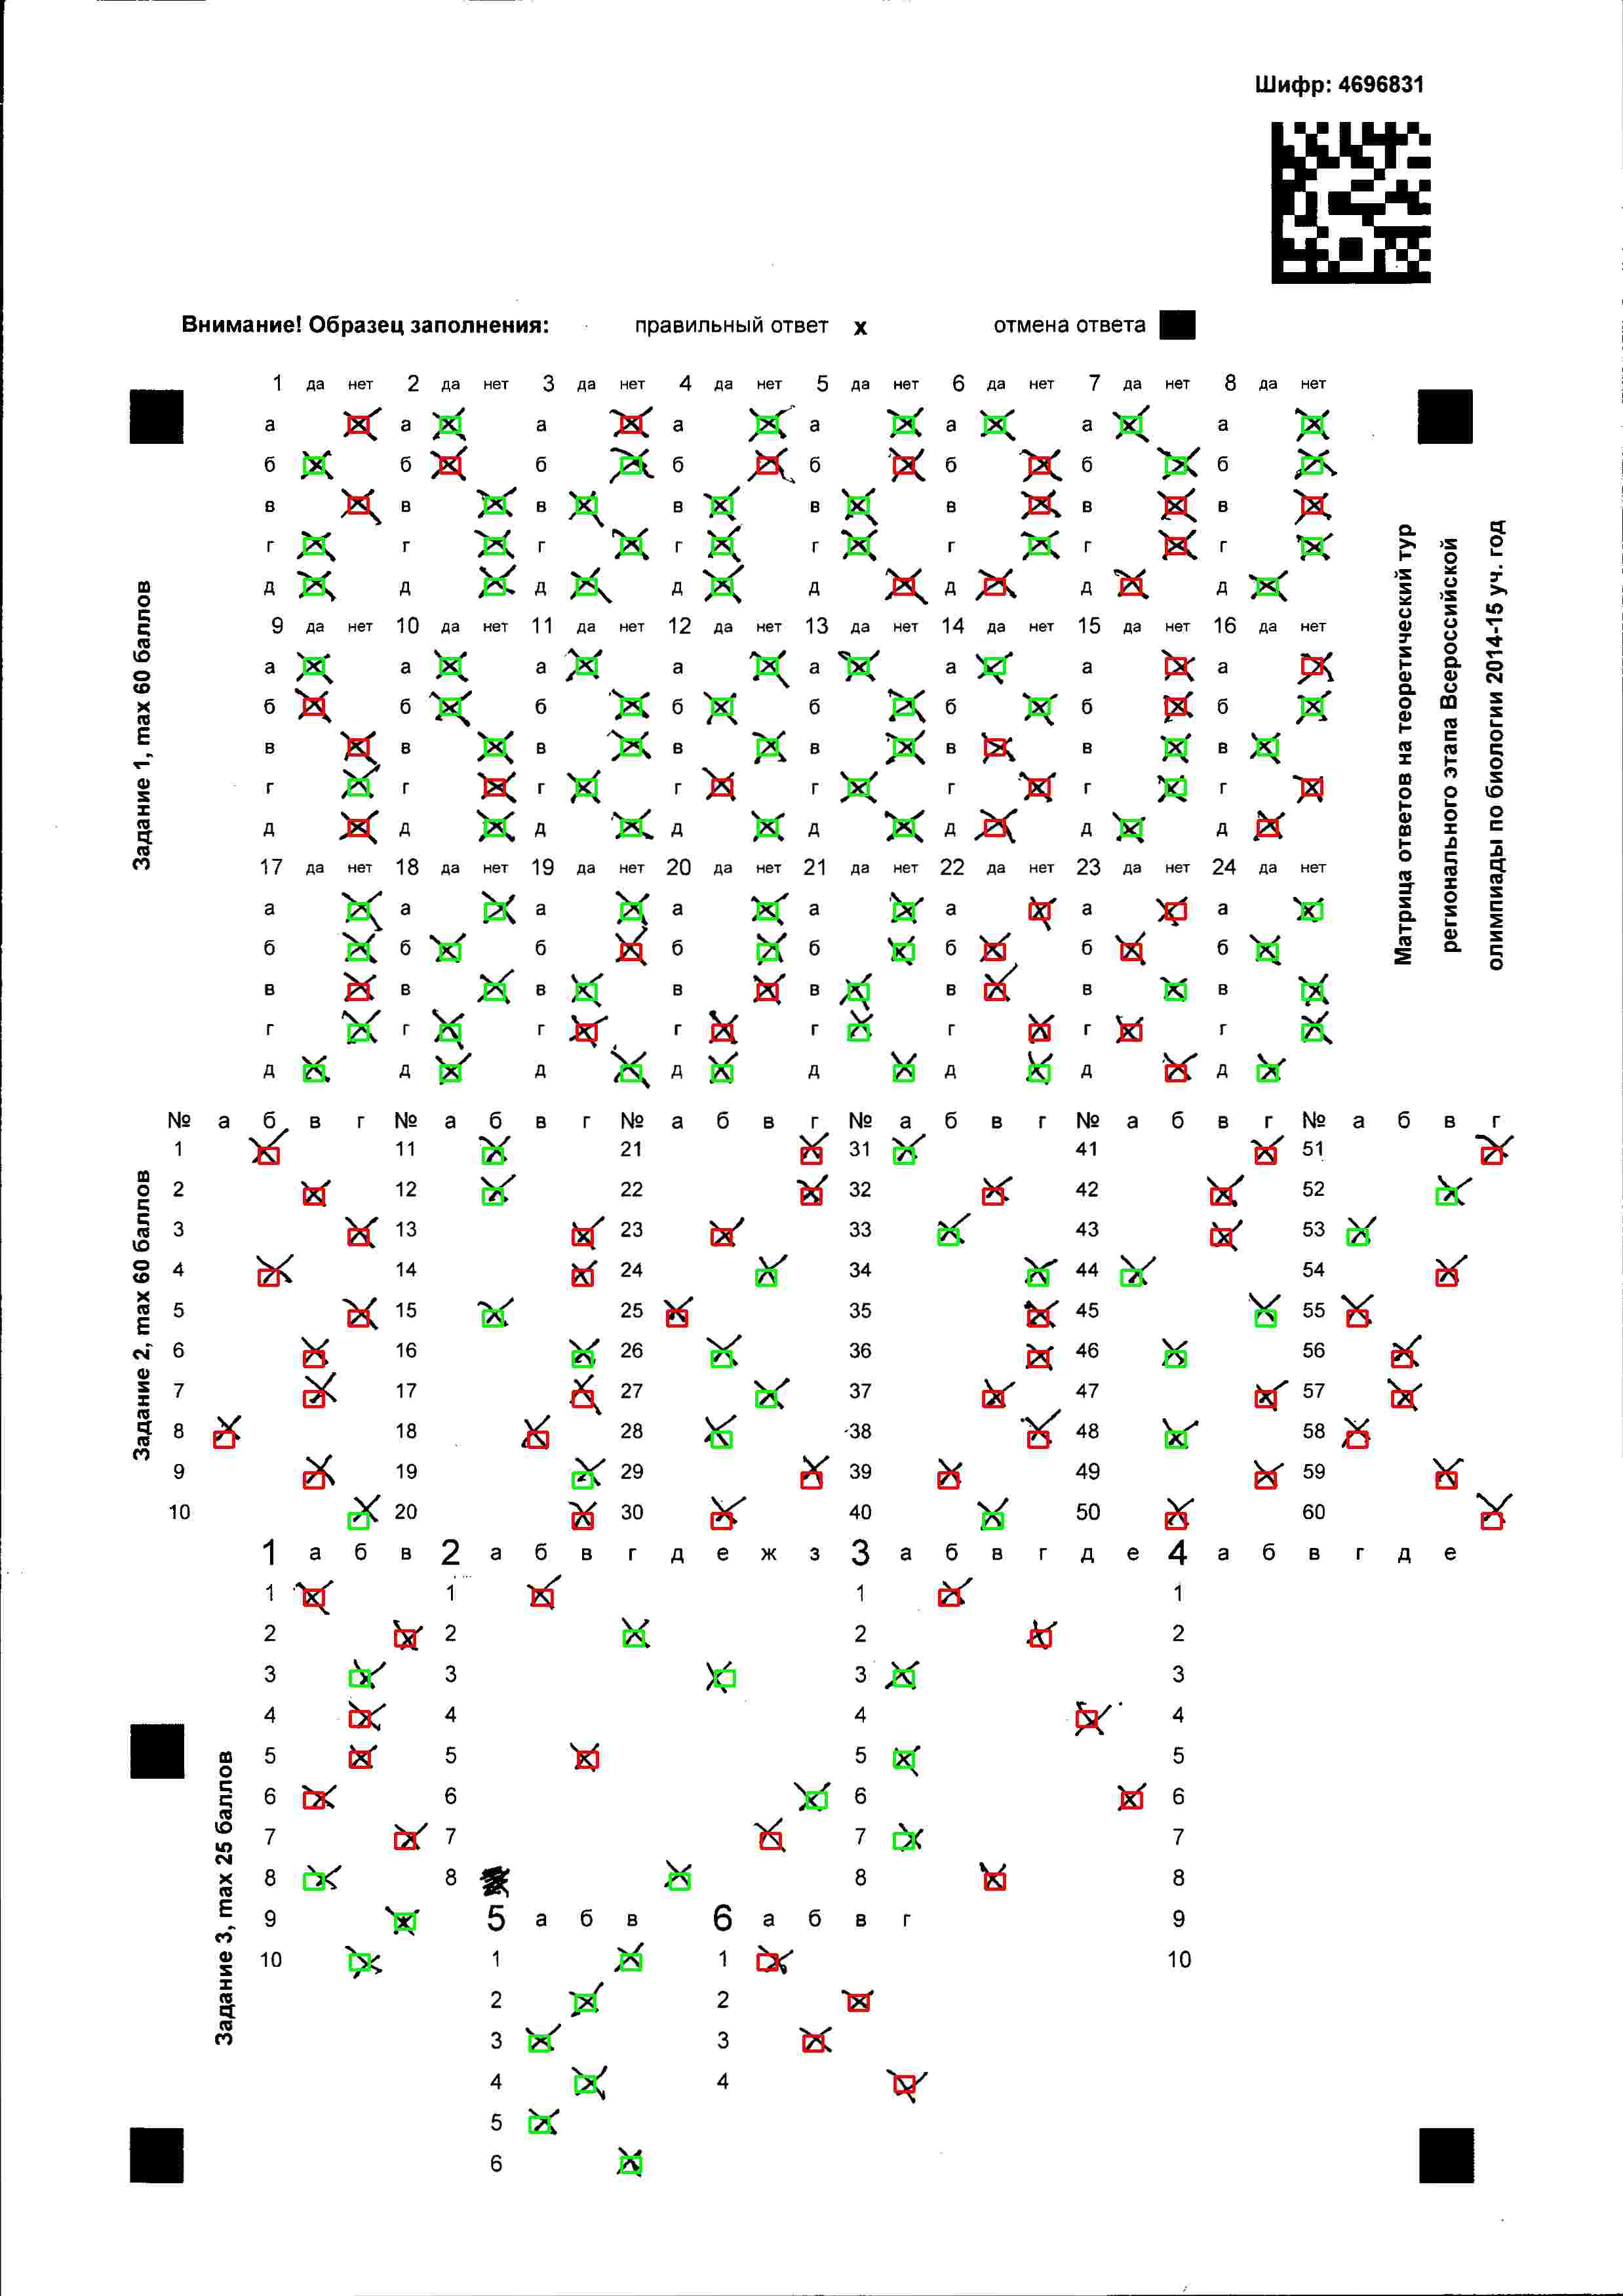 Шифр: 4696831
Внимание! Образец заполнения: правильный ответ х отмена ответа
Матрица ответов на теоретический тур
регионального этапа Всероссийской
олимпиады по биологии 2014-15 уч. год
Задание 1, max 60 баллов
1 да нет 2 да нет 3 да нет 4 да нет 5 да нет 6 да нет 7 да нет 8 да нет
а а а а а а а а
б б б б б б б б
в в в в в в в в
г г г г г г г г
д д д д д д д д
9 да нет 10 да нет 11 да нет 12 да нет 13 да нет 14 да нет 15 да нет 16 да нет
а а а а а а а а
б б б б б б б б
в в в в в в в в
г г г г г г г г
д д д д д д д д
17 да нет 18 да нет 19 да нет 20 да нет 21 да нет 22 да нет 23 да нет 24 да нет
а а а а а а а а
б б б б б б б б
в в в в в в в в
г г г г г г г г
д д д д д д д д
Задание 2, max 60 баллов
№ а б в г № а б в г № а б в г № а б в г № а б в г № а б в г
1 11 21 31 41 51
2 12 22 32 42 52
3 13 23 33 43 53
4 14 24 34 44 54
5 15 25 35 45 55
6 16 26 36 46 56
7 17 27 37 47 57
8 18 28 38 48 58
9 19 29 39 49 59
10 20 30 40 50 60
Задание 3, max 25 баллов
1 а б в 2 а б в г д е ж з 3 а б в г д е 4 а б в г д е
1 1 1 1
2 2 2 2
3 3 3 3
4 4 4 4
5 5 5 5
6 6 6 6
7 7 7 7
8 8 8 8
9 5 а б в 6 а б в г 9
10 1 1 10
2 2
3 3
4 4
5
6